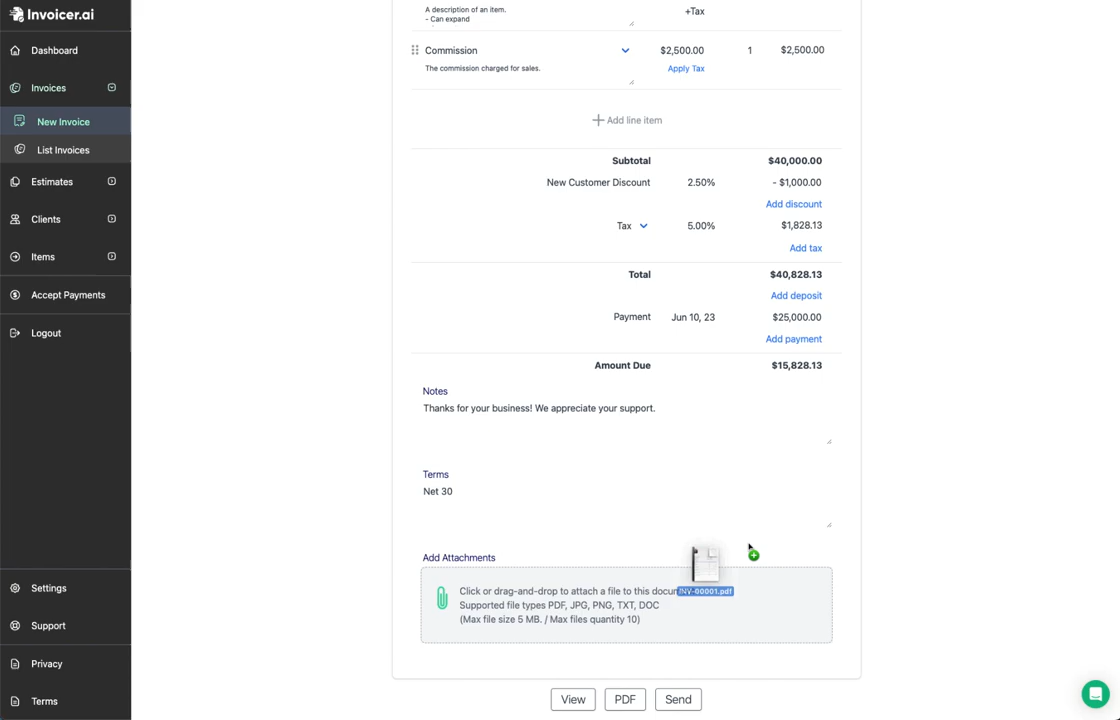 Invoicer.ai
Dashboard
Invoices
New Invoice
List Invoices
Estimates
Clients
Items
Accept Payments
Logout
Settings
Support
Privacy
Terms
A description of an item.
- Can expand
+Tax
Commission $2,500.00 1 $2,500.00
The commission charged for sales. Apply Tax
Add line item
Subtotal $40,000.00
New Customer Discount 2.50% - $1,000.00
Add discount
Tax 5.00% $1,828.13
Add tax
Total $40,828.13
Add deposit
Payment Jun 10, 23 $25,000.00
Add payment
Amount Due $15,828.13
Notes
Thanks for your business! We appreciate your support.
Terms
Net 30
Add Attachments
Click or drag-and-drop to attach a file to this
INV-00001.pdf
Supported file types PDF, JPG, PNG, TXT, DOC
(Max file size 5 MB. / Max files quantity 10)
View PDF Send